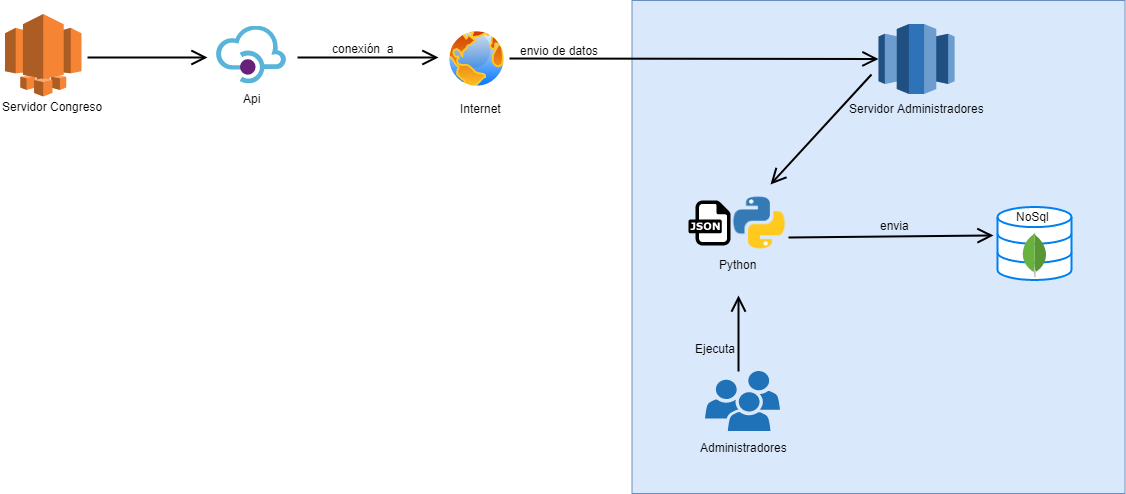 conexión a
envio de datos
Servidor Congreso
Api
Internet
Servidor Administradores
JSON
NoSql
envia
Python
Ejecuta
Administradores